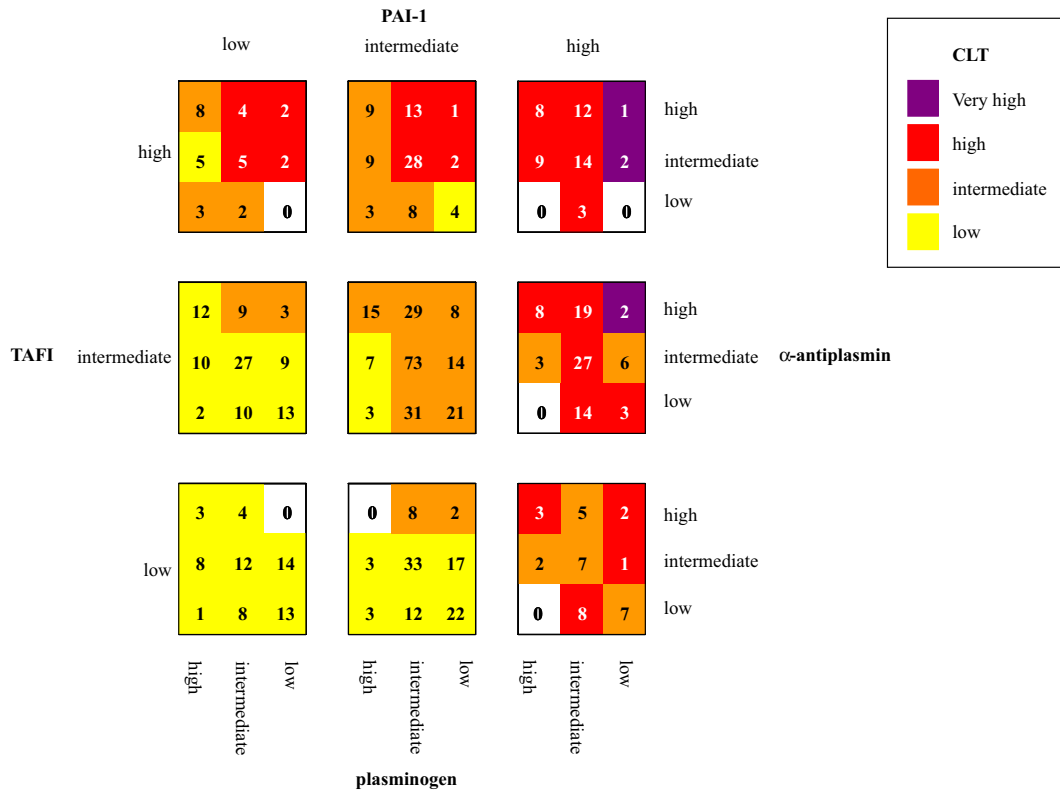 PAI-1
low intermediate high
CLT
Very high
high
intermediate
low
high
8 4 2 9 13 1 8 12 1 high
5 5 2 9 28 2 9 14 2 intermediate
3 2 0 3 8 4 0 3 0 low
TAFI intermediate
12 9 3 15 29 8 8 19 2 high
10 27 9 7 73 14 3 27 6 intermediate
2 10 13 3 31 21 0 14 3 low
α-antiplasmin
low
3 4 0 0 8 2 3 5 2 high
8 12 14 3 33 17 2 7 1 intermediate
1 8 13 3 12 22 0 8 7 low
high intermediate low high intermediate low high intermediate low
plasminogen